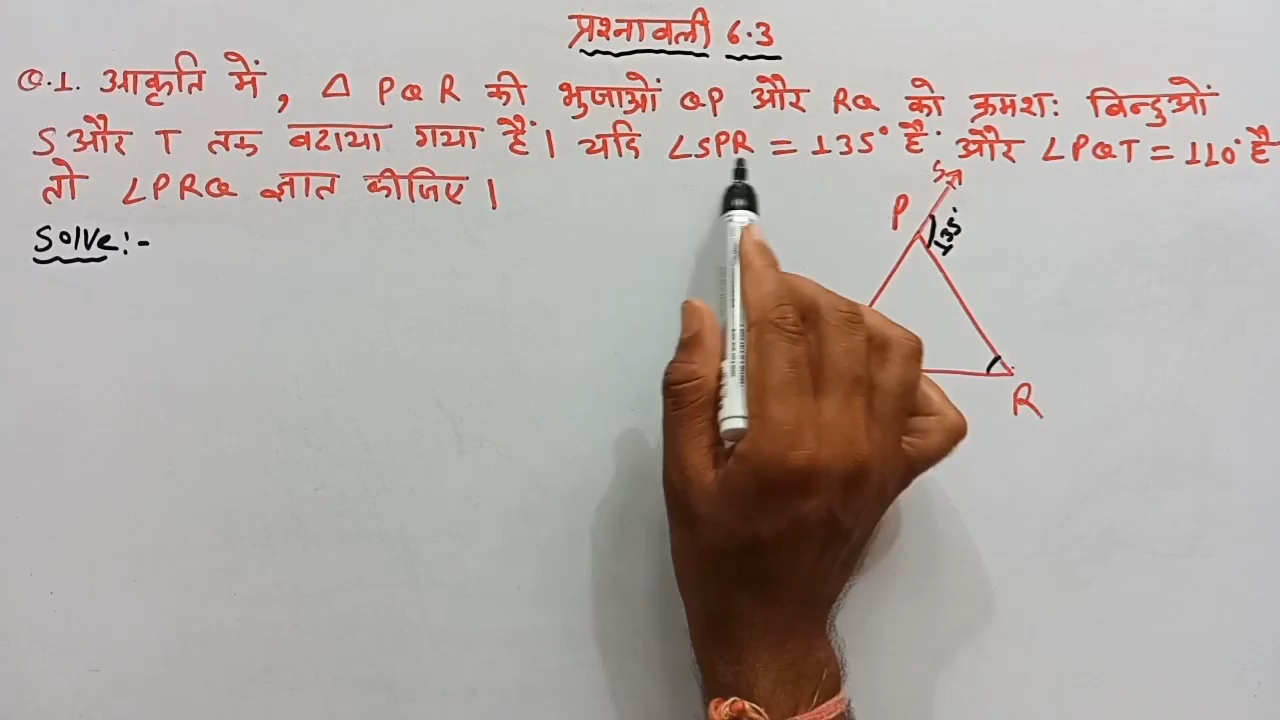 प्रश्नावली 6.3
Q.1. आकृति में, Δ PQR की भुजाओं QP और RQ को क्रमशः बिन्दुओं
S और T तक बढाया गया हैं। यदि ∠SPR = 135° हैं और ∠PQT = 110° है
तो ∠PRQ ज्ञात कीजिए।
Solve:-
S
P
135°
R